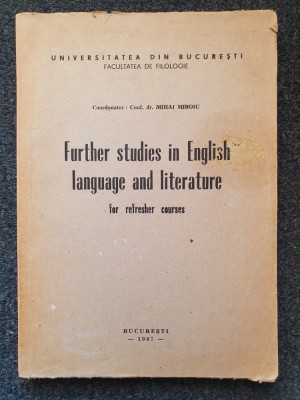 UNIVERSITATEA DIN BUCUREŞTI
FACULTATEA DE FILOLOGIE
Coordonator : Conf. dr. MIHAI MIROIU
Further studies in English
language and literature
- for refresher courses
BUCUREŞTI
— 1987 —